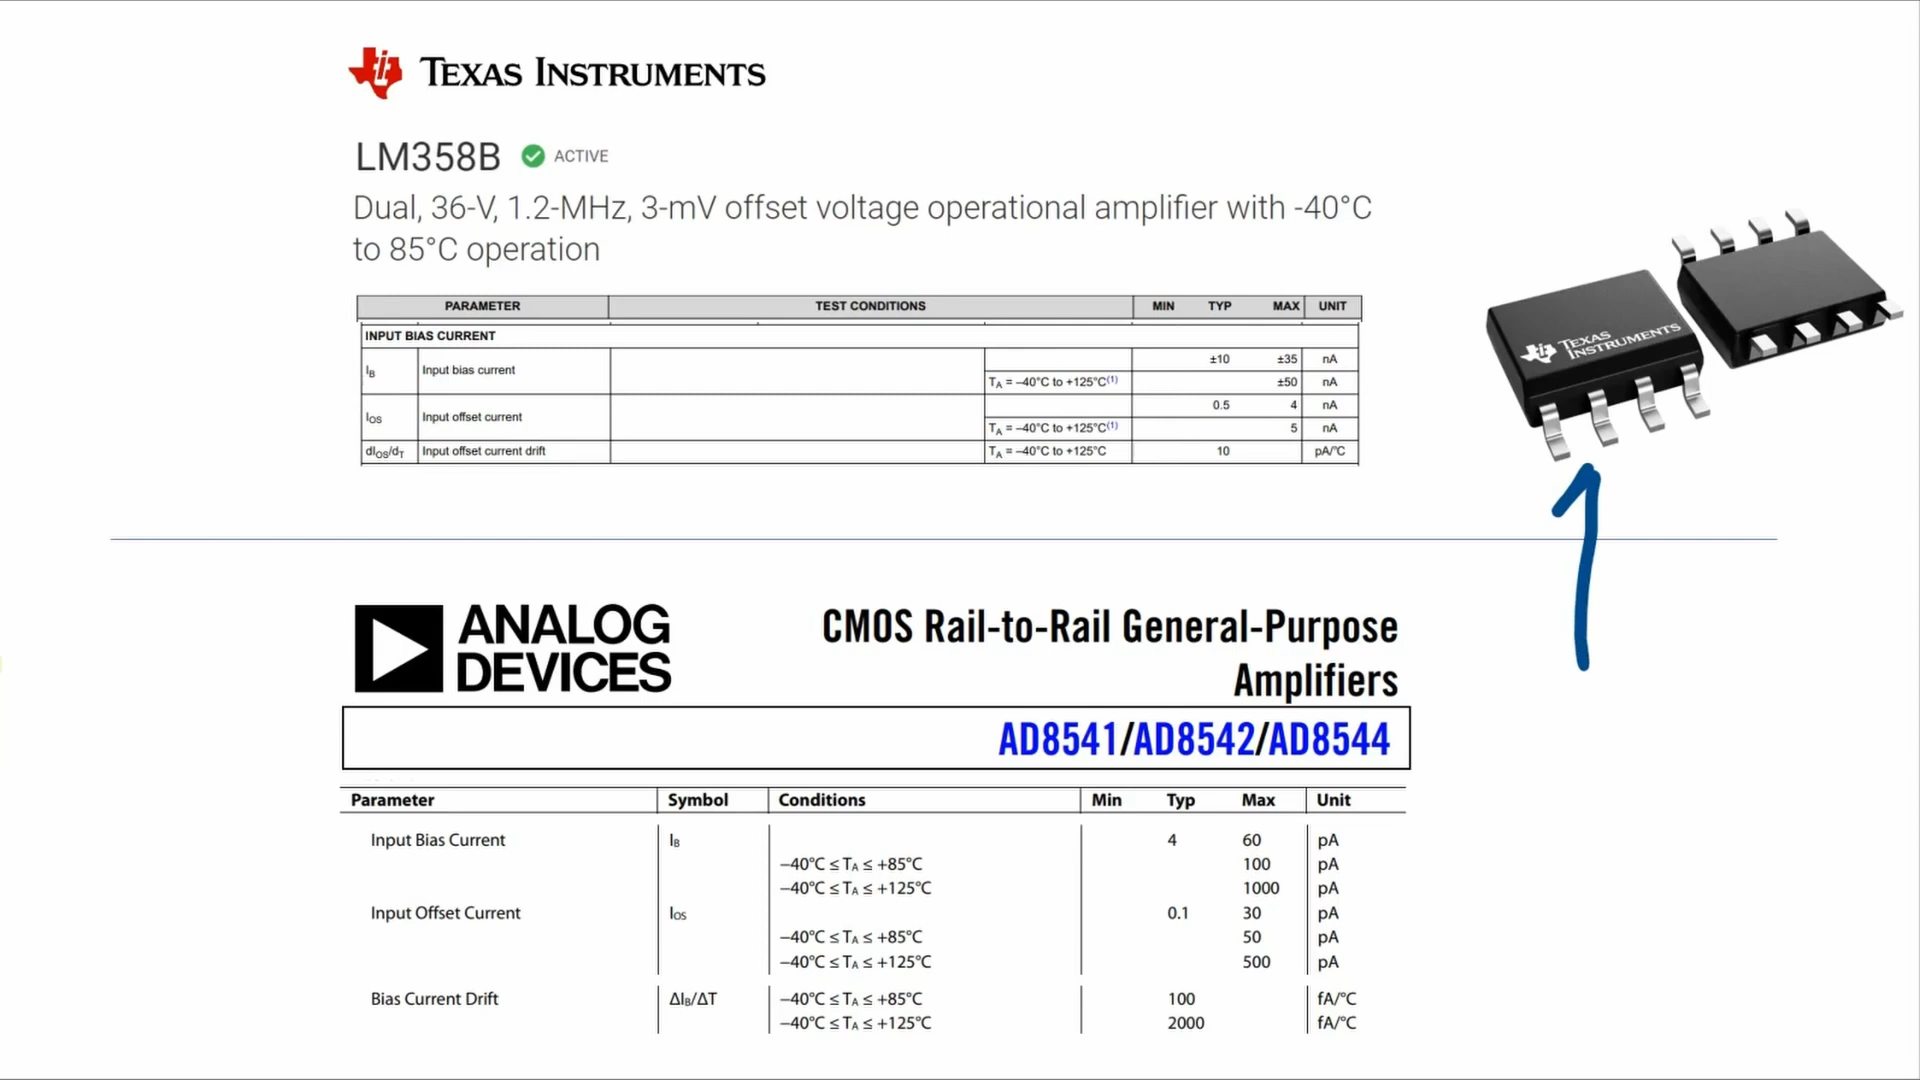 TEXAS INSTRUMENTS
LM358B ACTIVE
Dual, 36-V, 1.2-MHz, 3-mV offset voltage operational amplifier with -40°C
to 85°C operation
PARAMETER TEST CONDITIONS MIN TYP MAX UNIT
INPUT BIAS CURRENT
IB Input bias current ±10 ±35 nA
TA = –40°C to +125°C(1) ±50 nA
IOS Input offset current 0.5 4 nA
TA = –40°C to +125°C(1) 5 nA
dIOS/dT Input offset current drift TA = –40°C to +125°C 10 pA/°C
TEXAS
INSTRUMENTS
1
ANALOG
DEVICES
CMOS Rail-to-Rail General-Purpose
Amplifiers
AD8541/AD8542/AD8544
Parameter Symbol Conditions Min Typ Max Unit
Input Bias Current IB 4 60 pA
−40°C ≤ TA ≤ +85°C 100 pA
−40°C ≤ TA ≤ +125°C 1000 pA
Input Offset Current IOS 0.1 30 pA
−40°C ≤ TA ≤ +85°C 50 pA
−40°C ≤ TA ≤ +125°C 500 pA
Bias Current Drift ΔIB/ΔT −40°C ≤ TA ≤ +85°C 100 fA/°C
−40°C ≤ TA ≤ +125°C 2000 fA/°C